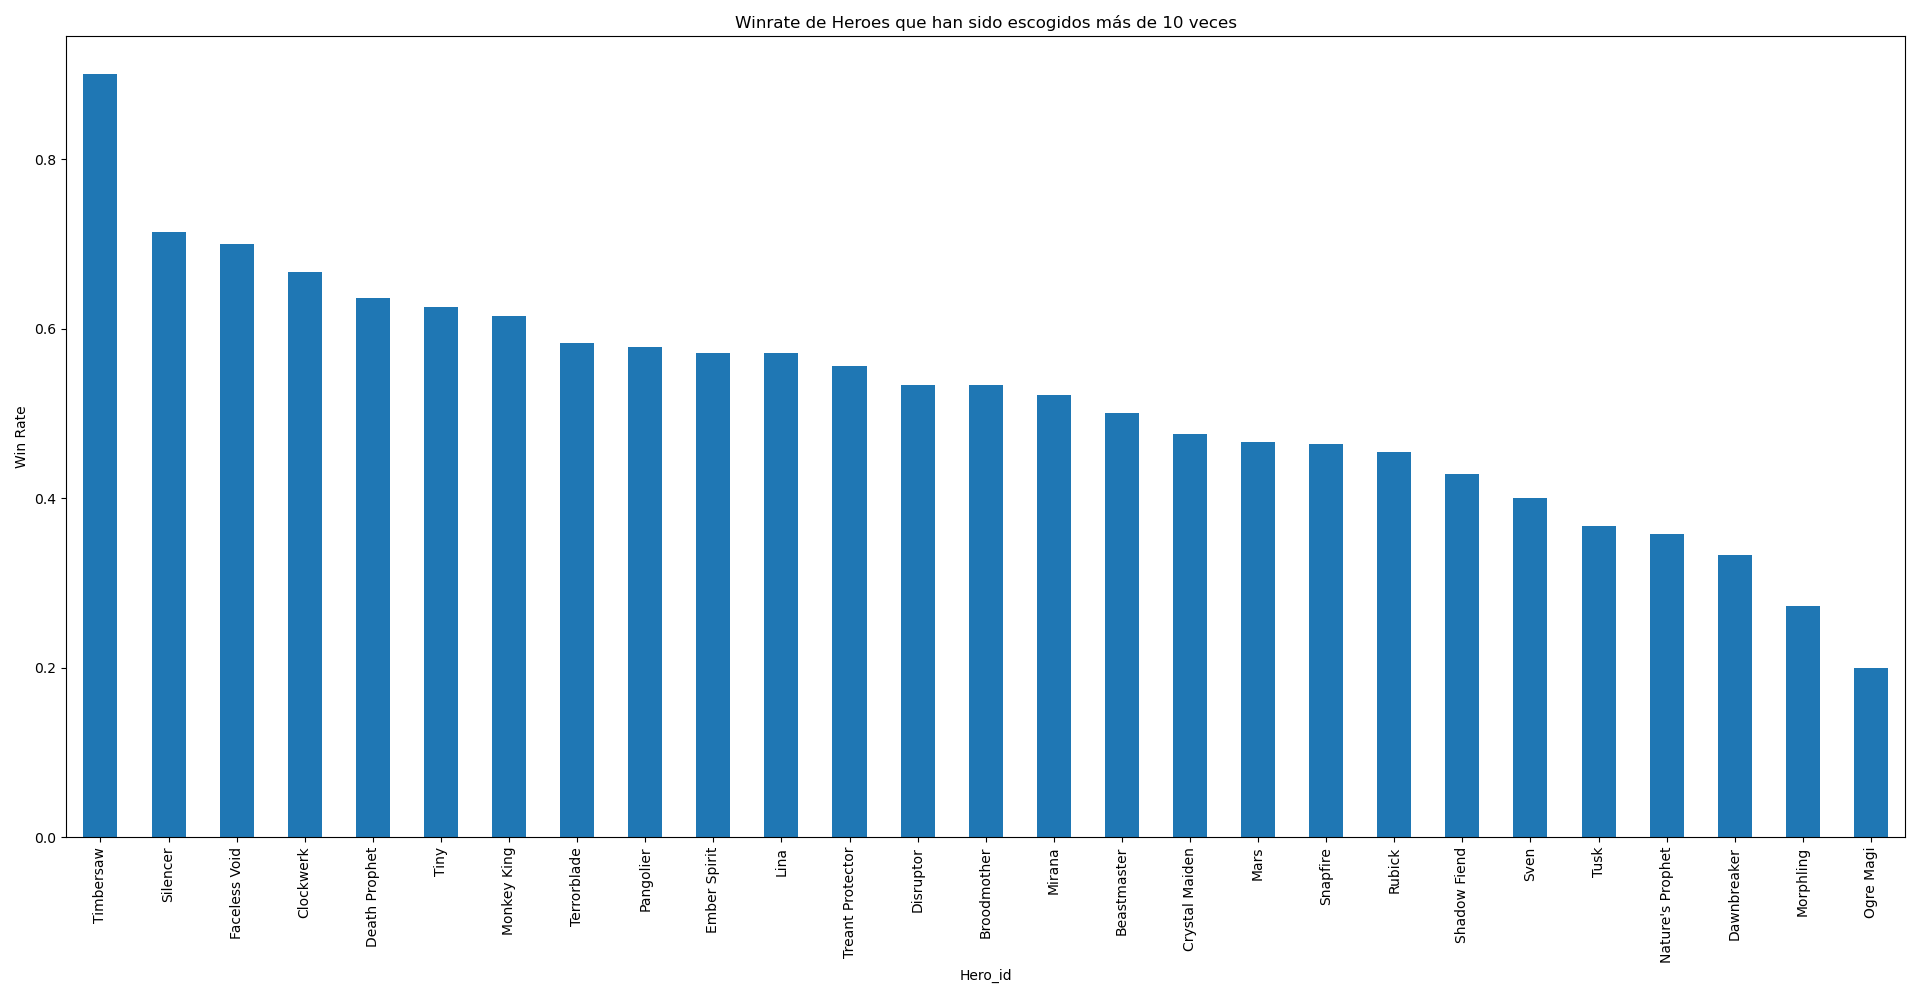 Winrate de Heroes que han sido escogidos más de 10 veces
Win Rate
0.8
0.6
0.4
0.2
0.0
Timbersaw
Silencer
Faceless Void
Clockwerk
Death Prophet
Tiny
Monkey King
Terrorblade
Pangolier
Ember Spirit
Lina
Treant Protector
Disruptor
Broodmother
Mirana
Beastmaster
Crystal Maiden
Mars
Snapfire
Rubick
Shadow Fiend
Sven
Tusk
Nature's Prophet
Dawnbreaker
Morphling
Ogre Magi
Hero_id